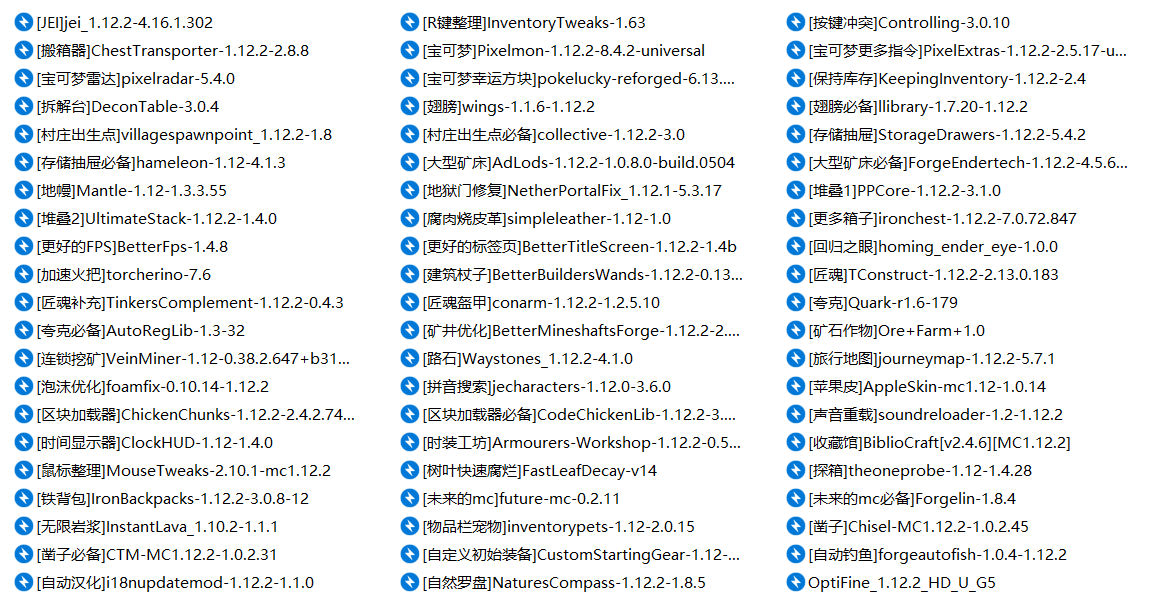 [JEI]jei_1.12.2-4.16.1.302
[R键整理]InventoryTweaks-1.63
[按键冲突]Controlling-3.0.10
[搬箱器]ChestTransporter-1.12.2-2.8.8
[宝可梦]Pixelmon-1.12.2-8.4.2-universal
[宝可梦更多指令]PixelExtras-1.12.2-2.5.17-u...
[宝可梦雷达]pixelradar-5.4.0
[宝可梦幸运方块]pokelucky-reforged-6.13....
[保持库存]KeepingInventory-1.12.2-2.4
[拆解台]DeconTable-3.0.4
[翅膀]wings-1.1.6-1.12.2
[翅膀必备]llibrary-1.7.20-1.12.2
[村庄出生点]villagespawnpoint_1.12.2-1.8
[村庄出生点必备]collective-1.12.2-3.0
[存储抽屉]StorageDrawers-1.12.2-5.4.2
[存储抽屉必备]hameleon-1.12-4.1.3
[大型矿床]AdLods-1.12.2-1.0.8.0-build.0504
[大型矿床必备]ForgeEndertech-1.12.2-4.5.6...
[地幔]Mantle-1.12-1.3.3.55
[地狱门修复]NetherPortalFix_1.12.1-5.3.17
[堆叠1]PPCore-1.12.2-3.1.0
[堆叠2]UltimateStack-1.12.2-1.4.0
[腐肉烧皮革]simpleleather-1.12-1.0
[更多箱子]ironchest-1.12.2-7.0.72.847
[更好的FPS]BetterFps-1.4.8
[更好的标签页]BetterTitleScreen-1.12.2-1.4b
[回归之眼]homing_ender_eye-1.0.0
[加速火把]torcherino-7.6
[建筑杖子]BetterBuildersWands-1.12.2-0.13...
[匠魂]TConstruct-1.12.2-2.13.0.183
[匠魂补充]TinkersComplement-1.12.2-0.4.3
[匠魂盔甲]conarm-1.12.2-1.2.5.10
[夸克]Quark-r1.6-179
[夸克必备]AutoRegLib-1.3-32
[矿井优化]BetterMineshaftsForge-1.12.2-2....
[矿石作物]Ore+Farm+1.0
[连锁挖矿]VeinMiner-1.12-0.38.2.647+b31...
[路石]Waystones_1.12.2-4.1.0
[旅行地图]journeymap-1.12.2-5.7.1
[泡沫优化]foamfix-0.10.14-1.12.2
[拼音搜索]jecharacters-1.12.0-3.6.0
[苹果皮]AppleSkin-mc1.12-1.0.14
[区块加载器]ChickenChunks-1.12.2-2.4.2.74...
[区块加载器必备]CodeChickenLib-1.12.2-3....
[声音重载]soundreloader-1.2-1.12.2
[时间显示器]ClockHUD-1.12-1.4.0
[时装工坊]Armourers-Workshop-1.12.2-0.5...
[收藏馆]BiblioCraft[v2.4.6][MC1.12.2]
[鼠标整理]MouseTweaks-2.10.1-mc1.12.2
[树叶快速腐烂]FastLeafDecay-v14
[探箱]theoneprobe-1.12-1.4.28
[铁背包]IronBackpacks-1.12.2-3.0.8-12
[未来的mc]future-mc-0.2.11
[未来的mc必备]Forgelin-1.8.4
[无限岩浆]InstantLava_1.10.2-1.1.1
[物品栏宠物]inventorypets-1.12-2.0.15
[凿子]Chisel-MC1.12.2-1.0.2.45
[凿子必备]CTM-MC1.12.2-1.0.2.31
[自定义初始装备]CustomStartingGear-1.12-...
[自动钓鱼]forgeautofish-1.0.4-1.12.2
[自动汉化]i18nupdatemod-1.12.2-1.1.0
[自然罗盘]NaturesCompass-1.12.2-1.8.5
OptiFine_1.12.2_HD_U_G5